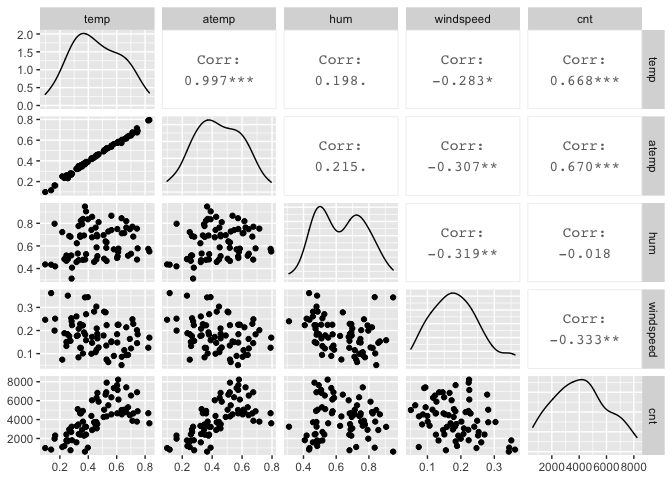 temp atemp hum windspeed cnt
2.0
1.5
1.0
0.5
0.0
Corr: Corr: Corr: Corr:
0.997*** 0.198. -0.283* 0.668***
temp
0.8
0.6
0.4
0.2
Corr: Corr: Corr:
0.215. -0.307** 0.670***
atemp
0.8
0.6
0.4
Corr: Corr:
-0.319** -0.018
hum
0.3
0.2
0.1
Corr:
-0.333**
windspeed
8000
6000
4000
2000
cnt
0.2 0.4 0.6 0.8 0.2 0.4 0.6 0.8 0.4 0.6 0.8 0.1 0.2 0.3 2000 4000 6000 8000